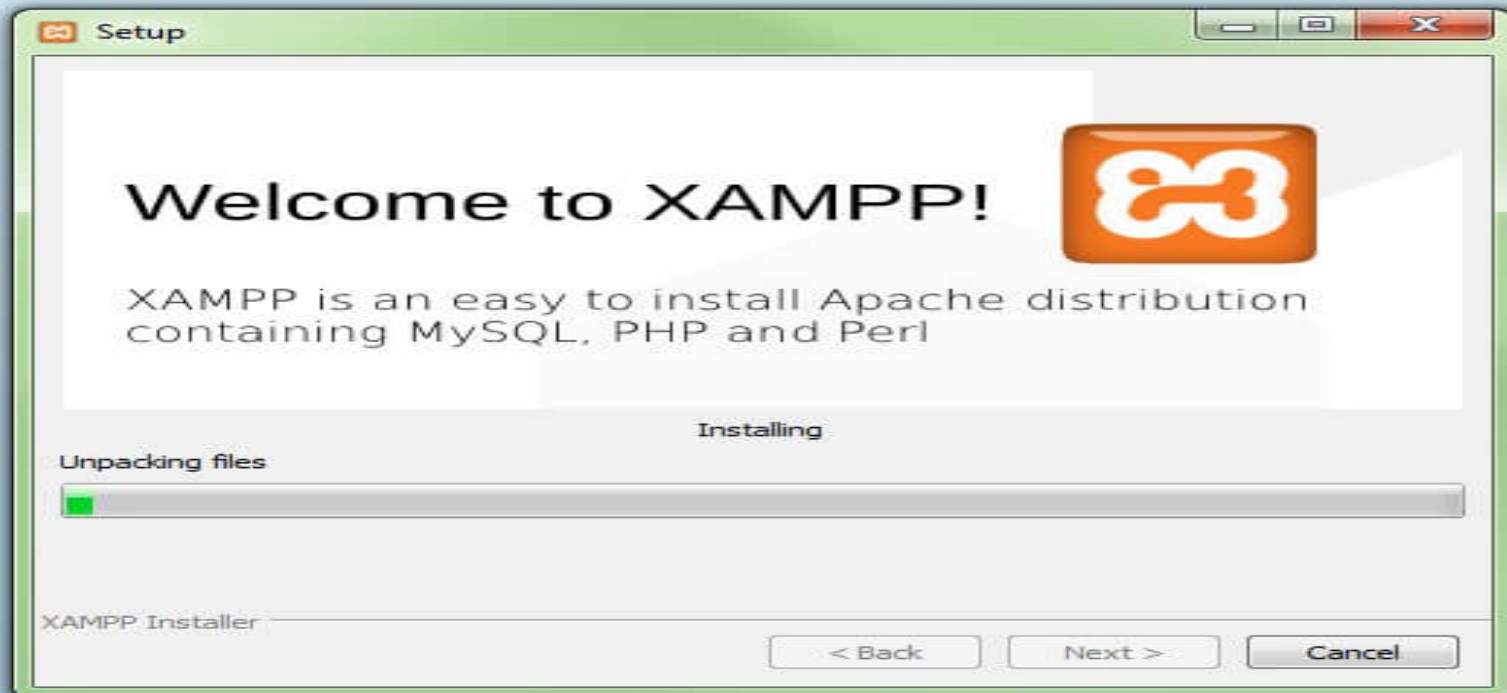 Setup
Welcome to XAMPP!
XAMPP is an easy to install Apache distribution
containing MySQL, PHP and Perl
Installing
Unpacking files
XAMPP Installer
< Back
Next >
Cancel